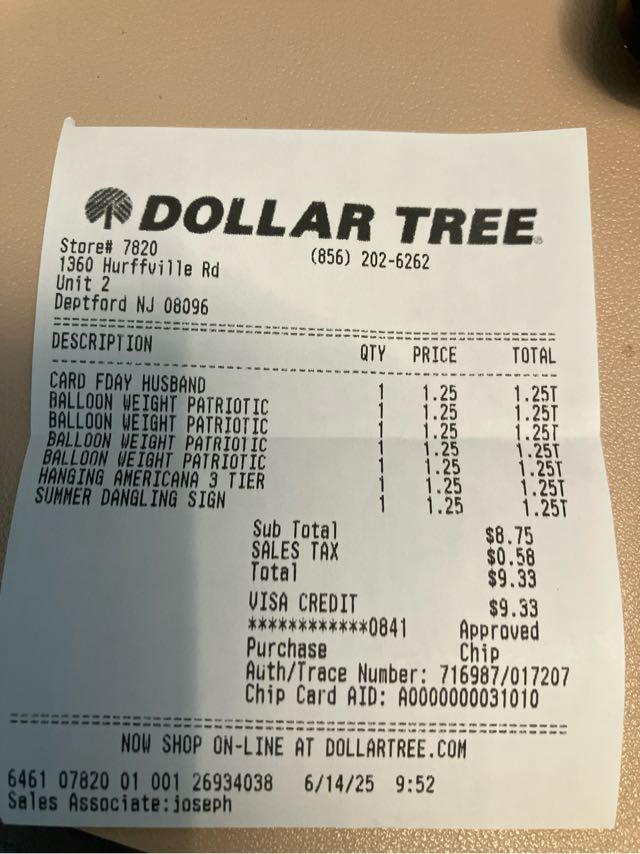 DOLLAR TREE
Store# 7820 (856) 202-6262
1360 Hurffville Rd
Unit 2
Deptford NJ 08096
DESCRIPTION QTY PRICE TOTAL
CARD FDAY HUSBAND 1 1.25 1.25T
BALLOON WEIGHT PATRIOTIC 1 1.25 1.25T
BALLOON WEIGHT PATRIOTIC 1 1.25 1.25T
BALLOON WEIGHT PATRIOTIC 1 1.25 1.25T
BALLOON WEIGHT PATRIOTIC 1 1.25 1.25T
HANGING AMERICANA 3 TIER 1 1.25 1.25T
SUMMER DANGLING SIGN 1 1.25 1.25T
Sub Total $8.75
SALES TAX $0.58
Total $9.33
VISA CREDIT $9.33
************0841 Approved
Purchase Chip
Auth/Trace Number: 716987/017207
Chip Card AID: A0000000031010
NOW SHOP ON-LINE AT DOLLARTREE.COM
6461 07820 01 001 26934038 6/14/25 9:52
Sales Associate:joseph